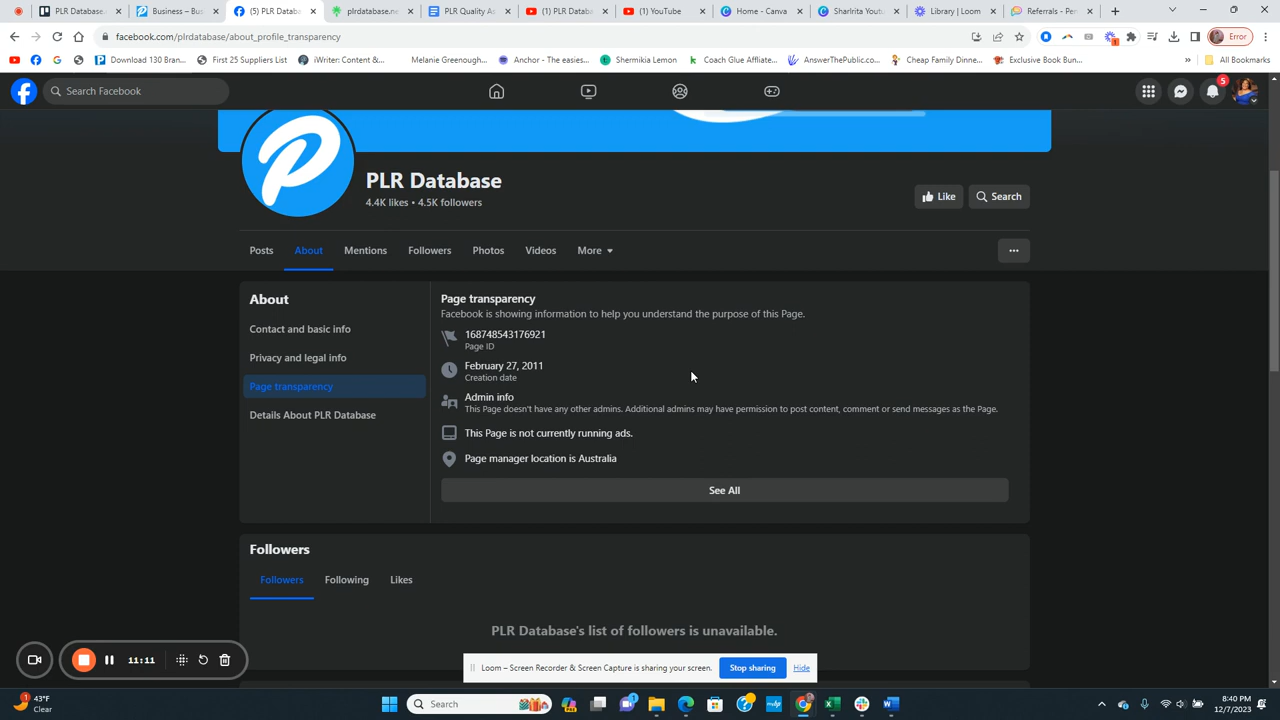 (5) PLR Datab
PLR Database.
Business – Bu
plrdatabase.ne
PLR Quality As
(1) PLR Datab
(1) YouTube
Home - Canva
SharIrita Yout
Library | Loom
Referrals - Per
facebook.com/plrdatabase/about_profile_transparency
Error
Download 130 Bran...
First 25 Suppliers List
iWriter: Content &...
Melanie Greenough...
Anchor - The easies...
Shermikia Lemon
Coach Glue Affliate...
AnswerThePublic.co...
Cheap Family Dinne...
Exclusive Book Bun...
»
All Bookmarks
Search Facebook
5
PLR Database
4.4K likes • 4.5K followers
Like
Search
Posts
About
Mentions
Followers
Photos
Videos
More
About
Contact and basic info
Privacy and legal info
Page transparency
Details About PLR Database
Page transparency
Facebook is showing information to help you understand the purpose of this Page.
168748543176921
Page ID
February 27, 2011
Creation date
Admin info
This Page doesn't have any other admins. Additional admins may have permission to post content, comment or send messages as the Page.
This Page is not currently running ads.
Page manager location is Australia
See All
Followers
Followers
Following
Likes
PLR Database's list of followers is unavailable.
11:11
Loom – Screen Recorder & Screen Capture is sharing your screen.
Stop sharing
Hide
43°F
Clear
Search
8:40 PM
12/7/2023